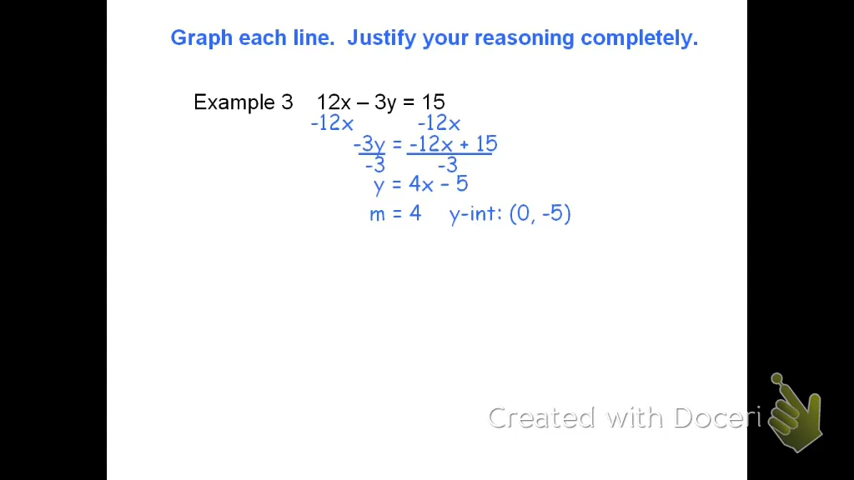 Graph each line. Justify your reasoning completely.
Example 3 12x – 3y = 15
-12x -12x
-3y = -12x + 15
-3 -3
y = 4x – 5
m = 4 y-int: (0, -5)
Created with Doceri